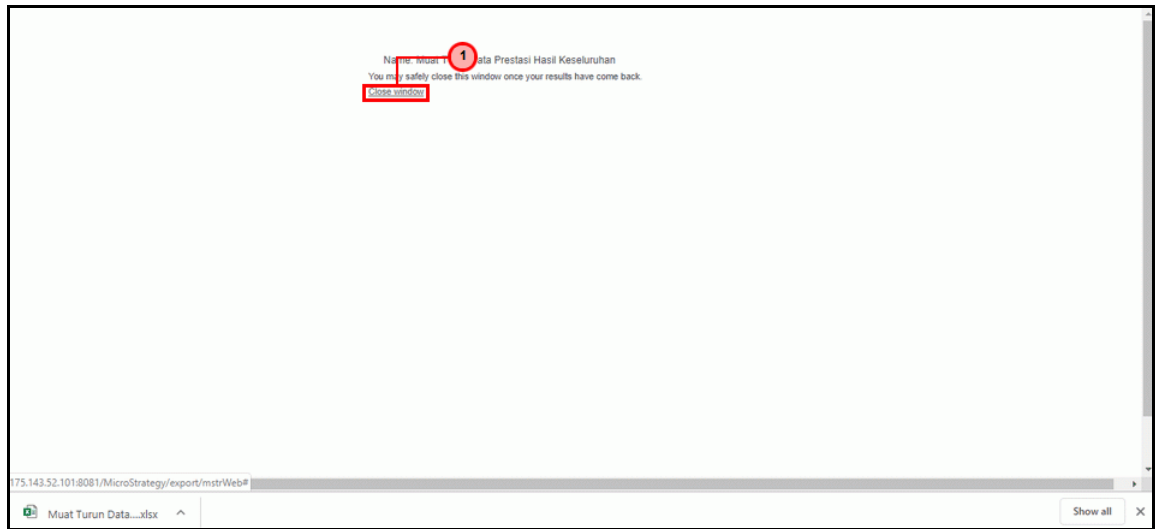 1
Name: Muat T ata Prestasi Hasil Keseluruhan
You may safely close this window once your results have come back.
Close window
175.143.52.101:8081/MicroStrategy/export/mstrWeb#
Muat Turun Data....xlsx
Show all